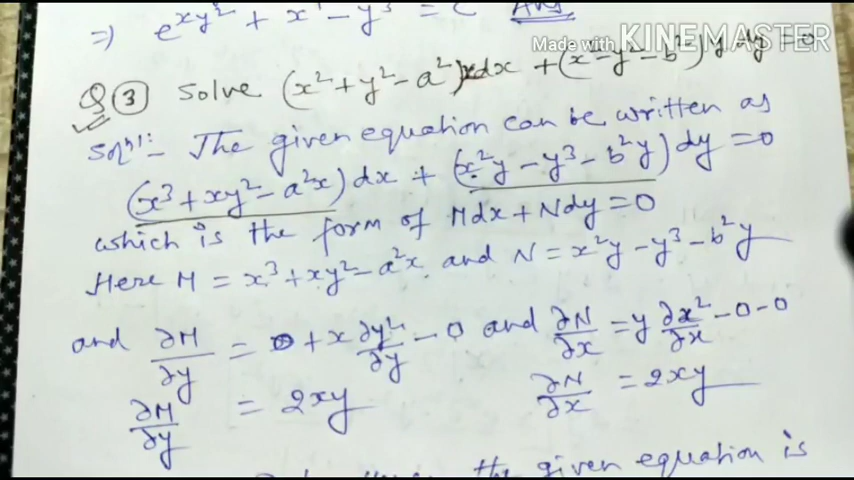 ⇒ e^xy² + x⁴ - y³ = c Ans
Made with KINEMASTER
Q ③ Solve (x² + y² - a²) x dx + (x² - y² - b²) y dy = 0
Solⁿ:- The given equation can be written as
(x³ + xy² - a²x) dx + (x²y - y³ - b²y) dy = 0
which is the form of Mdx + Ndy = 0
Here M = x³ + xy² - a²x and N = x²y - y³ - b²y
and ∂M/∂y = 0 + x ∂y²/∂y - 0 and ∂N/∂x = y ∂x²/∂x - 0 - 0
∂M/∂y = 2xy ∂N/∂x = 2xy
the given equation is